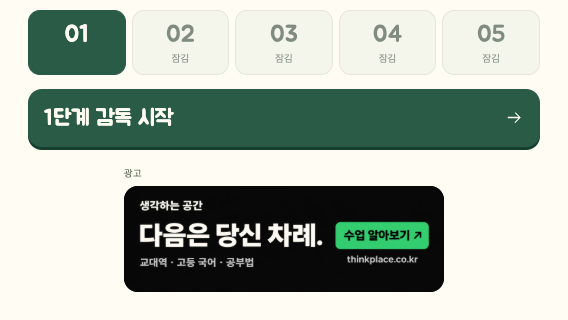 01
02
03
04
05
잠김
잠김
잠김
잠김
1단계 감독 시작 →
광고
생각하는 공간
다음은 당신 차례.
수업 알아보기 ↗
교대역 · 고등 국어 · 공부법
thinkplace.co.kr